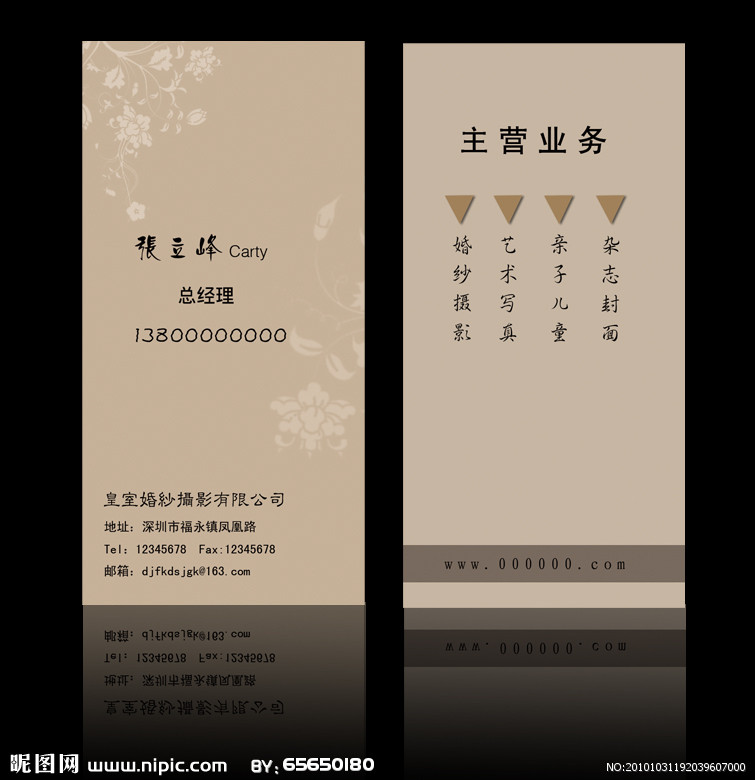 張立峰 Carty
总经理
13800000000
皇室婚紗攝影有限公司
地址：深圳市福永镇凤凰路
Tel：12345678 Fax:12345678
邮箱：djfkdsjgk@163.com
主营业务
婚纱摄影
艺术写真
亲子儿童
杂志封面
www.000000.com
昵图网 www.nipic.com BY:65650180
NO:20101031192039607000